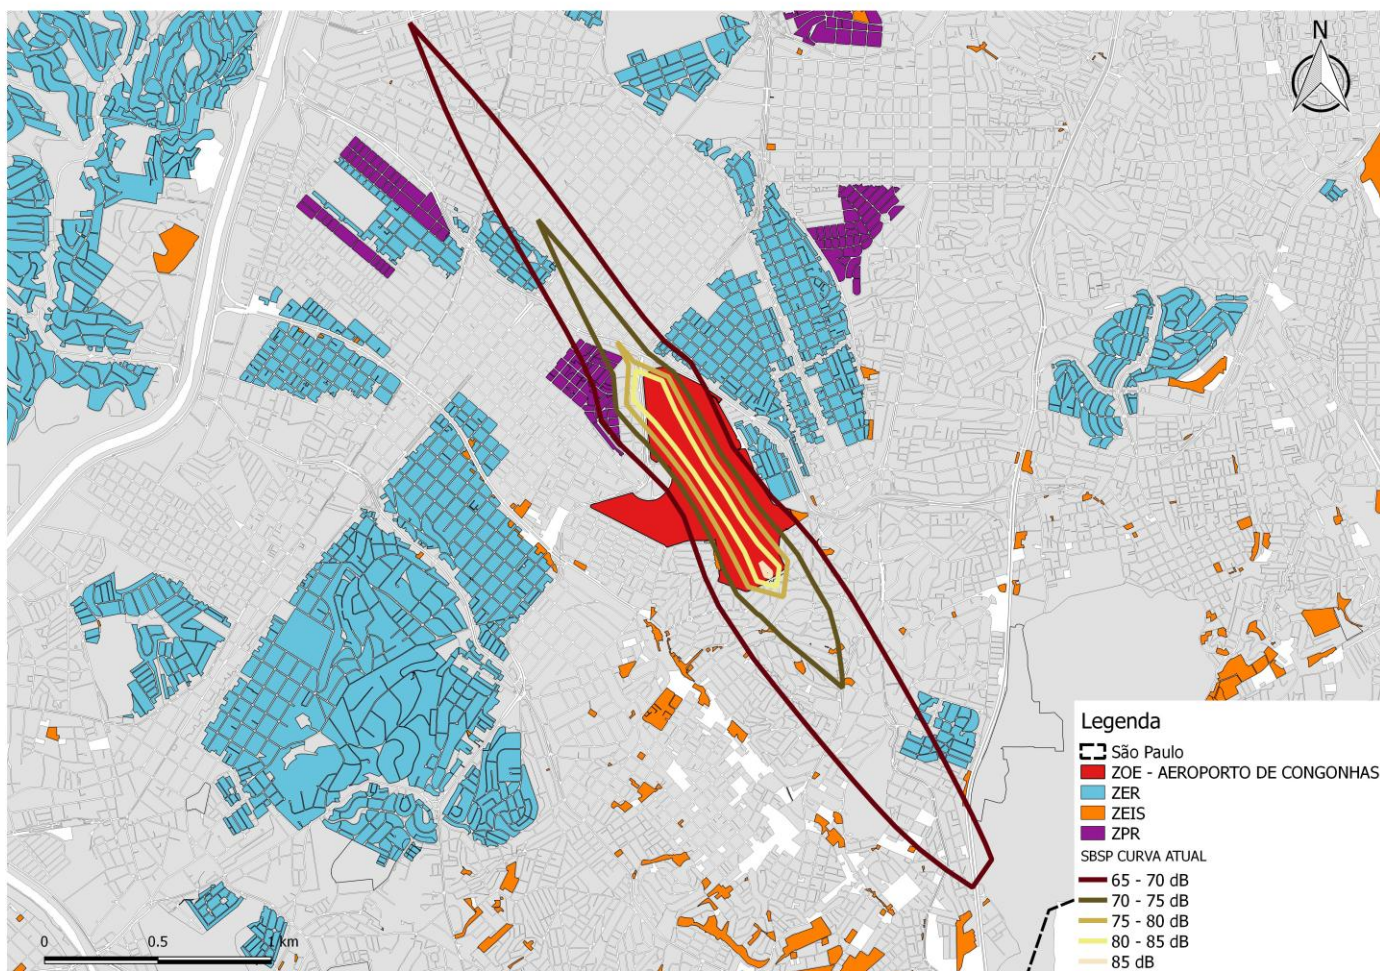 N
Legenda
São Paulo
ZOE - AEROPORTO DE CONGONHAS
ZER
ZEIS
ZPR
SBSP CURVA ATUAL
65 - 70 dB
70 - 75 dB
75 - 80 dB
80 - 85 dB
85 dB
0 0.5 1 km